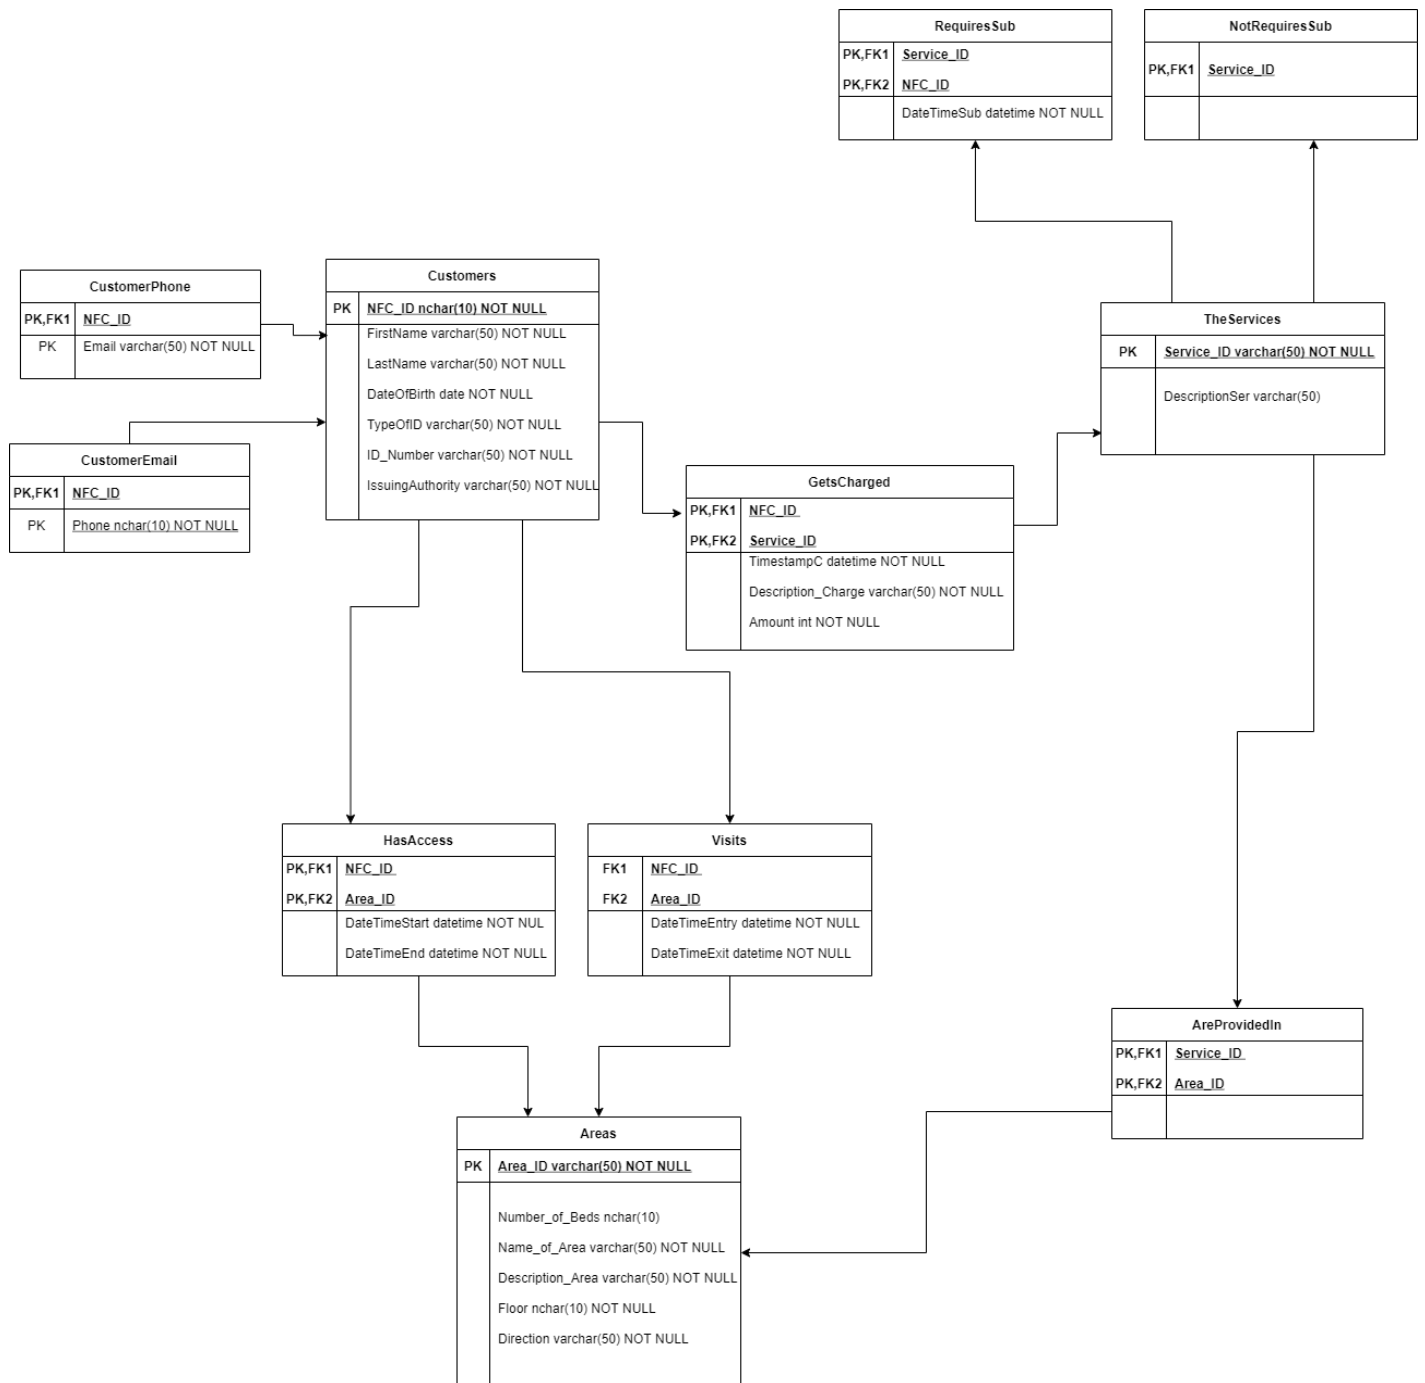 RequiresSub
PK,FK1 Service_ID
PK,FK2 NFC_ID
DateTimeSub datetime NOT NULL
NotRequiresSub
PK,FK1 Service_ID
CustomerPhone
PK,FK1 NFC_ID
PK Email varchar(50) NOT NULL
Customers
PK NFC_ID nchar(10) NOT NULL
FirstName varchar(50) NOT NULL
LastName varchar(50) NOT NULL
DateOfBirth date NOT NULL
TypeOfID varchar(50) NOT NULL
ID_Number varchar(50) NOT NULL
IssuingAuthority varchar(50) NOT NULL
TheServices
PK Service_ID varchar(50) NOT NULL
DescriptionSer varchar(50)
CustomerEmail
PK,FK1 NFC_ID
PK Phone nchar(10) NOT NULL
GetsCharged
PK,FK1 NFC_ID
PK,FK2 Service_ID
TimestampC datetime NOT NULL
Description_Charge varchar(50) NOT NULL
Amount int NOT NULL
HasAccess
PK,FK1 NFC_ID
PK,FK2 Area_ID
DateTimeStart datetime NOT NUL
DateTimeEnd datetime NOT NULL
Visits
FK1 NFC_ID
FK2 Area_ID
DateTimeEntry datetime NOT NULL
DateTimeExit datetime NOT NULL
AreProvidedIn
PK,FK1 Service_ID
PK,FK2 Area_ID
Areas
PK Area_ID varchar(50) NOT NULL
Number_of_Beds nchar(10)
Name_of_Area varchar(50) NOT NULL
Description_Area varchar(50) NOT NULL
Floor nchar(10) NOT NULL
Direction varchar(50) NOT NULL